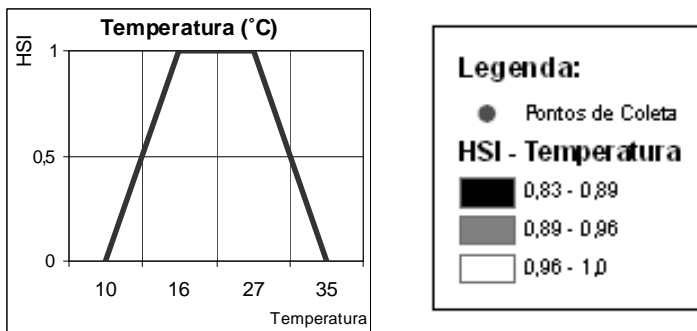 Temperatura (˚C)
HSI
1
0,5
0
10 16 27 35
Temperatura
Legenda:
Pontos de Coleta
HSI - Temperatura
0,83 - 0,89
0,89 - 0,96
0,96 - 1,0